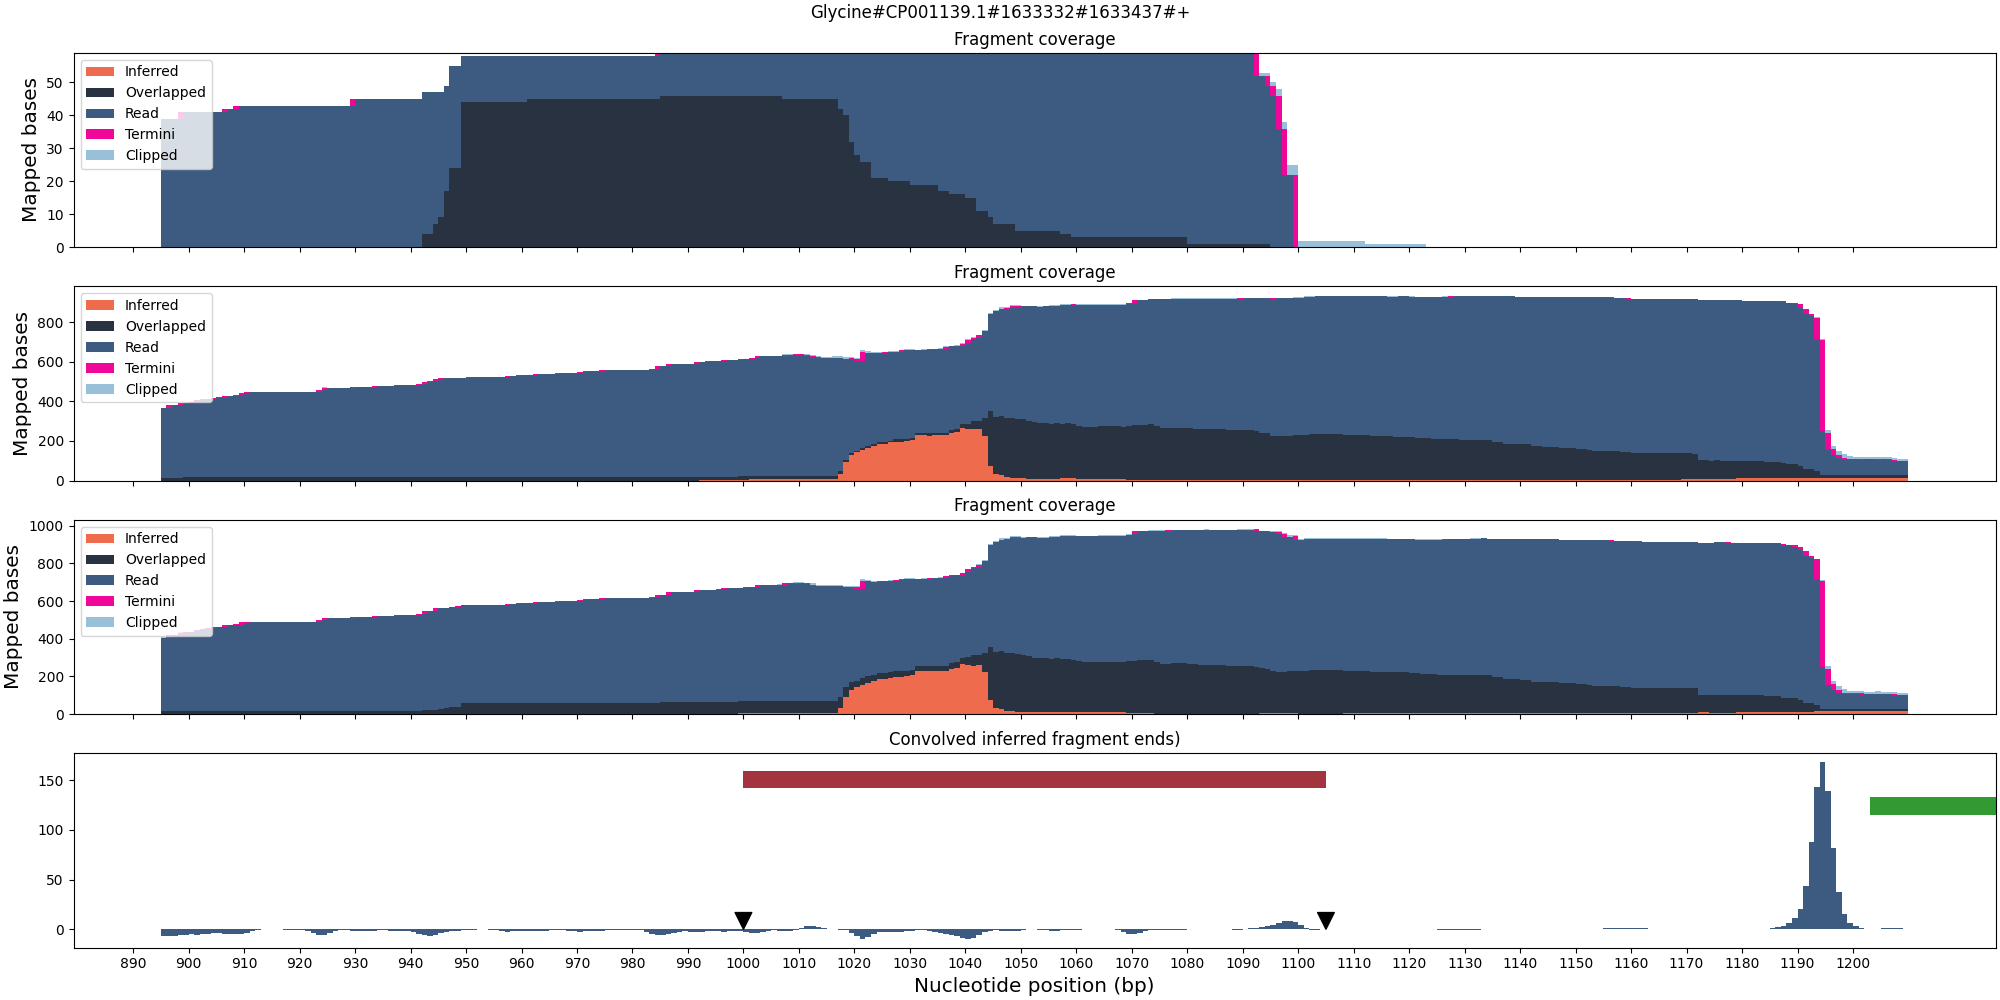 Glycine#CP001139.1#1633332#1633437#+
Fragment coverage
Mapped bases
50
40
30
20
10
0
Inferred
Overlapped
Read
Termini
Clipped
Fragment coverage
Mapped bases
800
600
400
200
0
Inferred
Overlapped
Read
Termini
Clipped
Fragment coverage
Mapped bases
1000
800
600
400
200
0
Inferred
Overlapped
Read
Termini
Clipped
Convolved inferred fragment ends)
150
100
50
0
890 900 910 920 930 940 950 960 970 980 990 1000 1010 1020 1030 1040 1050 1060 1070 1080 1090 1100 1110 1120 1130 1140 1150 1160 1170 1180 1190 1200
Nucleotide position (bp)